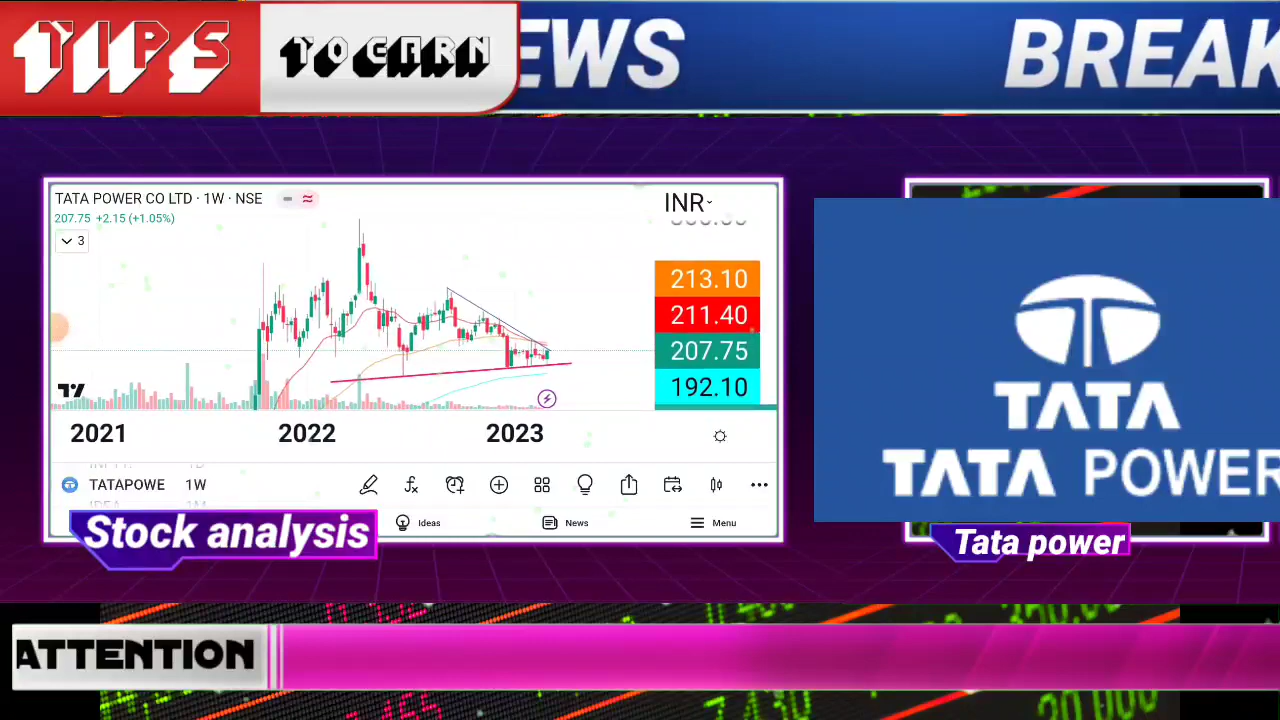 TIPS
TO EARN
EWS
BREAK
TATA POWER CO LTD · 1W · NSE
207.75 +2.15 (+1.05%)
3
INR
213.10
211.40
207.75
192.10
2021
2022
2023
TATAPOWE 1W
Ideas
News
Menu
Stock analysis
TATA
TATA POWER
Tata power
ATTENTION